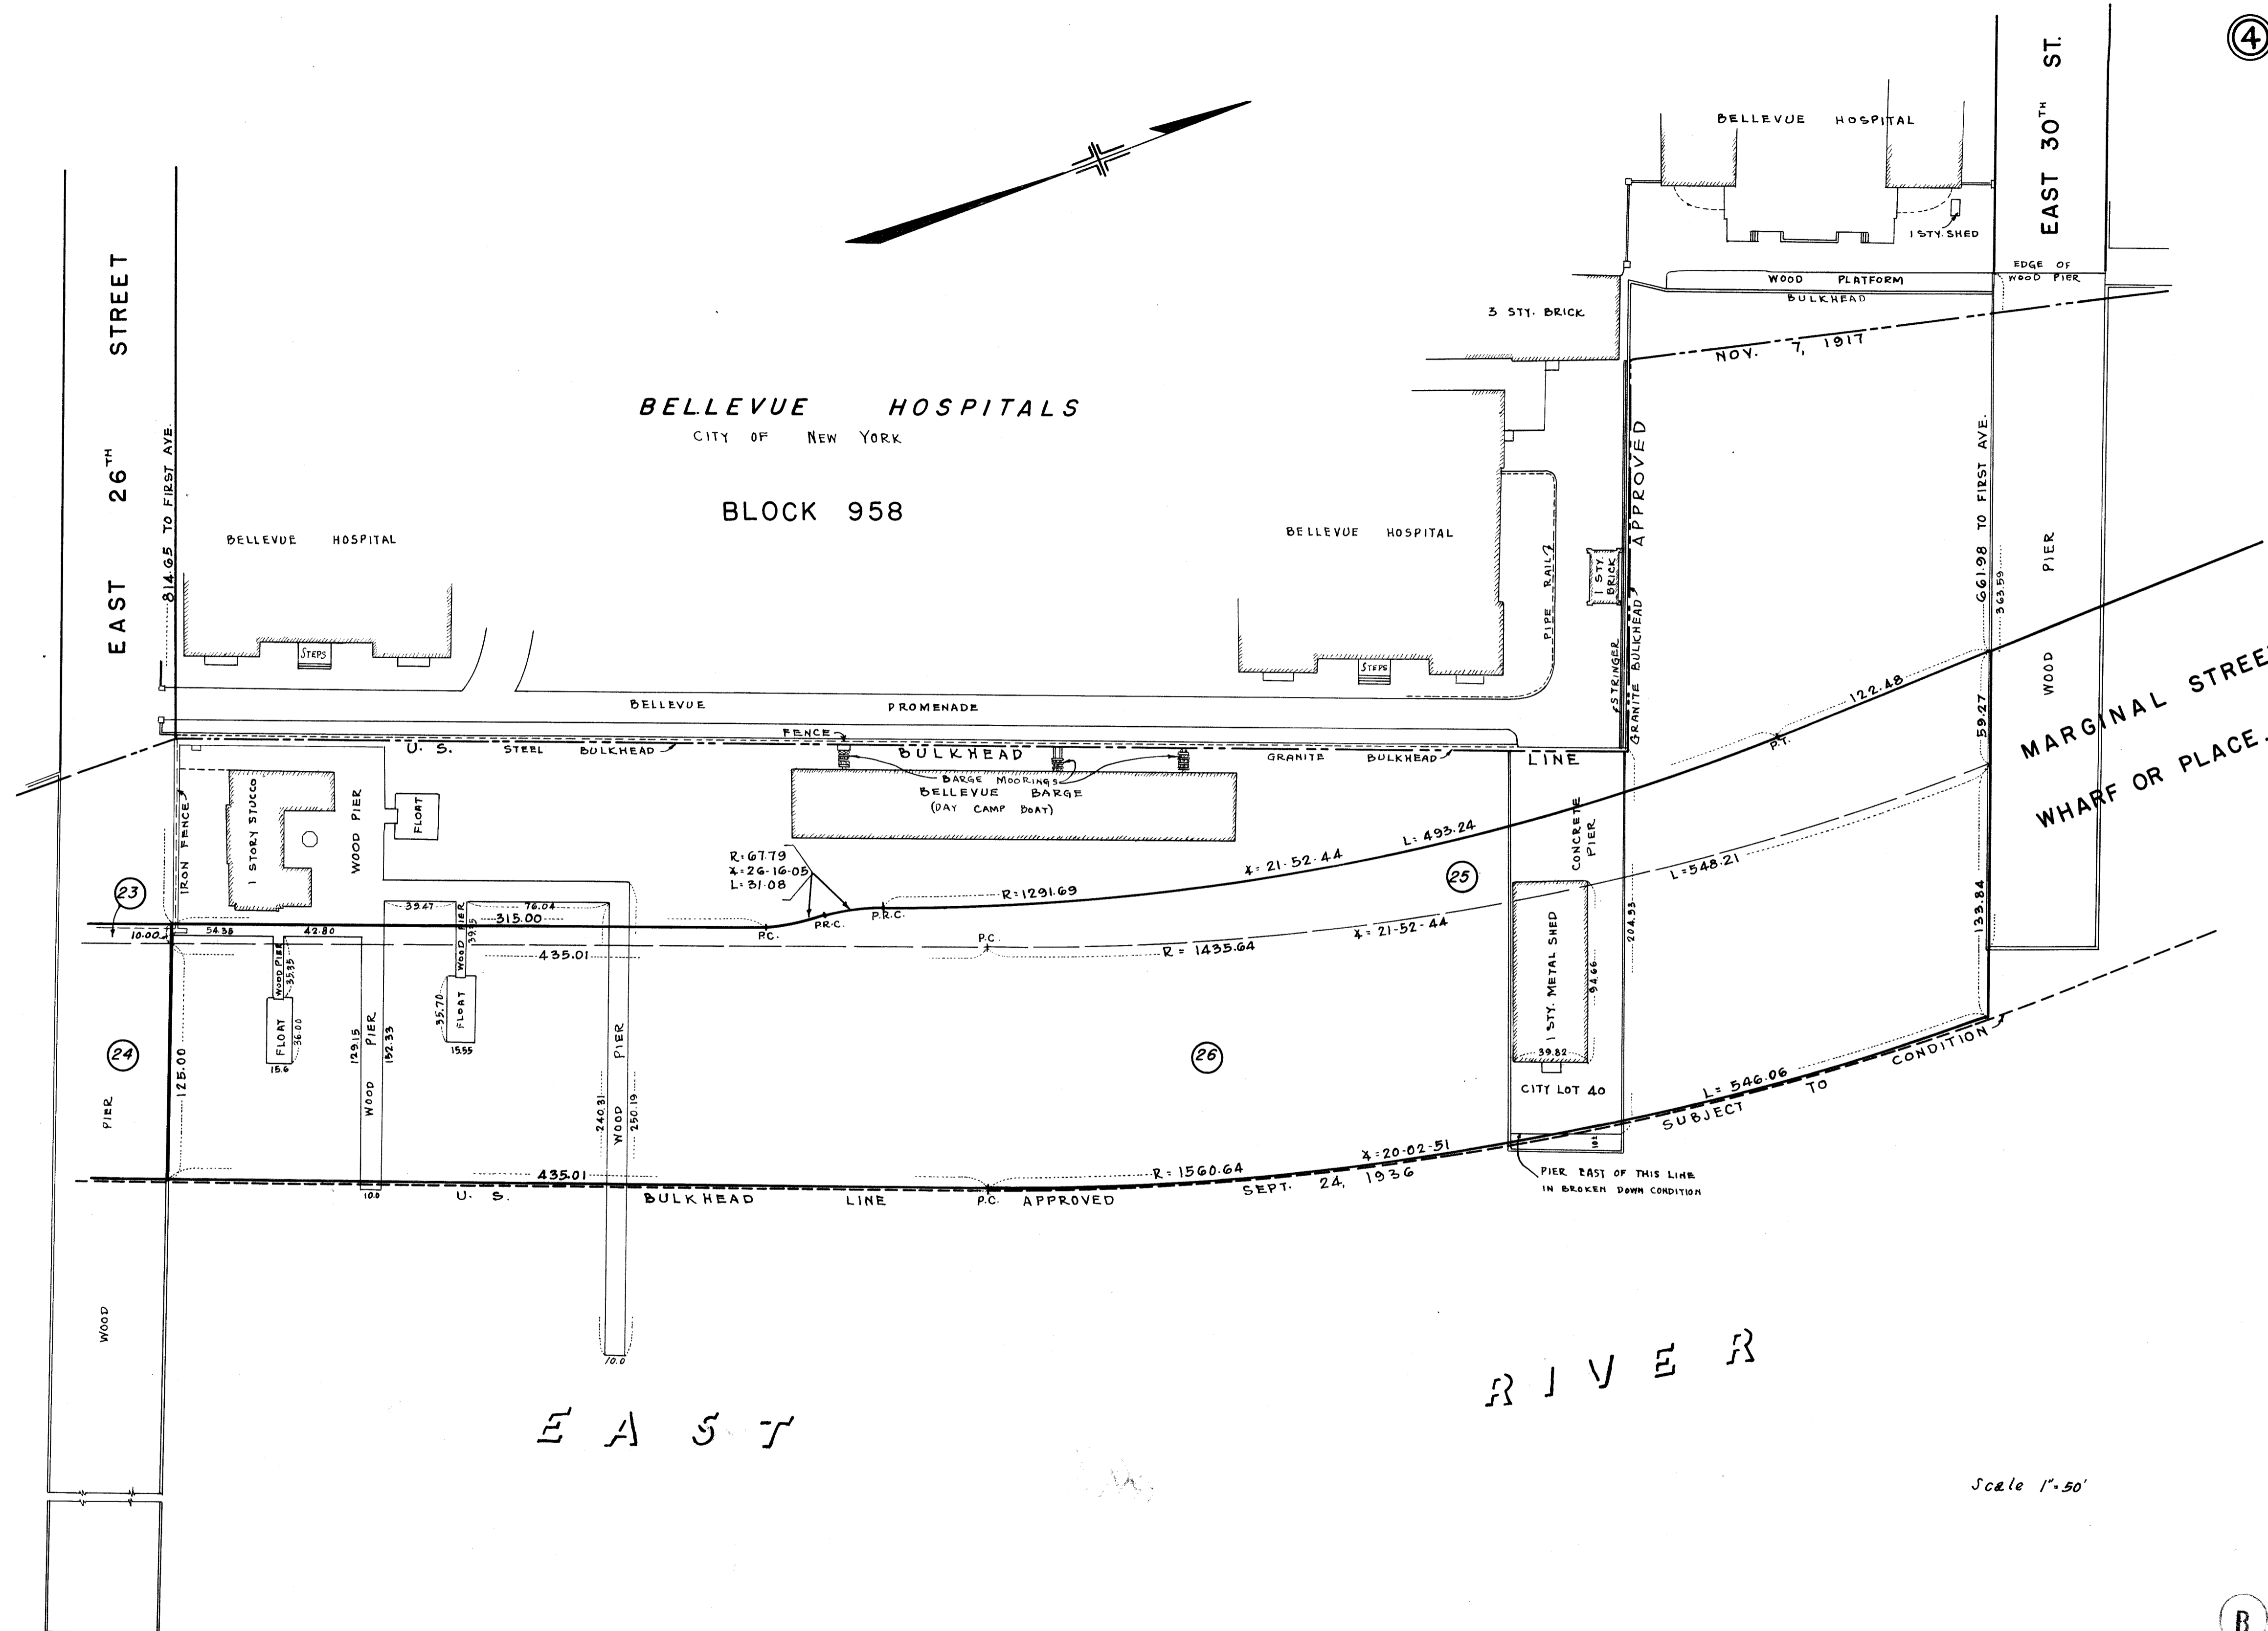 4
EAST 30TH ST.
BELLEVUE HOSPITAL
1 STY. SHED
EDGE OF
WOOD PIER
WOOD PLATFORM
BULKHEAD
3 STY. BRICK
NOV. 7, 1917
EAST 26TH STREET
814.65 TO FIRST AVE.
BELLEVUE HOSPITALS
CITY OF NEW YORK
BLOCK 958
BELLEVUE HOSPITAL
BELLEVUE HOSPITAL
APPROVED
661.98 TO FIRST AVE.
363.59
WOOD PIER
PIPE RAIL
1 STY.
BRICK
STRINGER
GRANITE BULKHEAD
STEPS
STEPS
122.48
P.T.
59.27
MARGINAL STREE
WHARF OR PLACE.
BELLEVUE PROMENADE
FENCE
U. S. STEEL BULKHEAD BULKHEAD GRANITE BULKHEAD LINE
BARGE MOORINGS
BELLEVUE BARGE
(DAY CAMP BOAT)
IRON FENCE
1 STORY STUCCO
WOOD PIER
FLOAT
CONCRETE
PIER
L= 493.24
∡= 21-52-44
R=1291.69
R=67.79
∡=26-16-05
L=31.08
25
L=548.21
23
10.00
54.38
42.80
39.47
76.04
315.00
P.C.
P.R.C.
P.R.C.
WOOD PIER
435.01
P.C.
R= 1435.64
∡= 21-52-44
204.53
133.84
WOOD PIER
35.35
FLOAT
36.00
15.6
35.70
FLOAT
15.55
1 STY. METAL SHED
94.66
39.82
24
125.00
129.15
WOOD PIER
152.33
26
240.31
WOOD PIER
250.19
CITY LOT 40
PIER
WOOD
L= 546.06
SUBJECT TO CONDITION
435.01
10.0
R= 1560.64
∡=20-02-51
U. S. BULKHEAD LINE P.C. APPROVED SEPT. 24, 1936
PIER EAST OF THIS LINE
IN BROKEN DOWN CONDITION
10.0
EAST RIVER
Scale 1"=50'
B